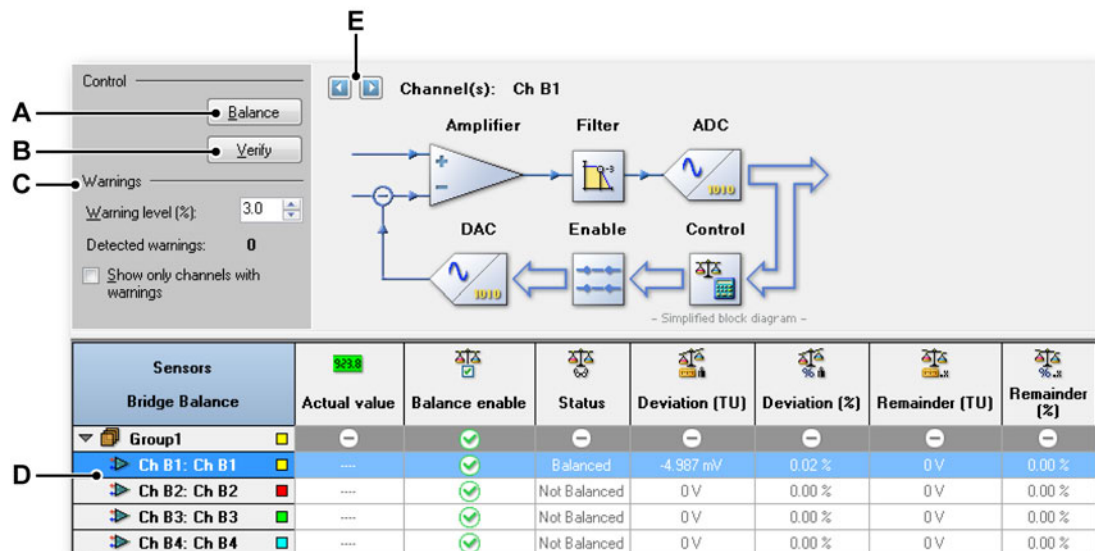 E
Control
Channel(s): Ch B1
A
Balance
Amplifier Filter ADC
B
Verify
C
Warnings
Warning level (%): 3.0
-3
1010
Detected warnings: 0
DAC Enable Control
Show only channels with
warnings
1010
- Simplified block diagram -
Sensors
Bridge Balance
923.8
Actual value Balance enable Status Deviation (TU) Deviation (%) Remainder (TU) Remainder
(%)
Group1
D
Ch B1: Ch B1 ---- Balanced -4.987 mV 0.02 % 0 V 0.00 %
Ch B2: Ch B2 ---- Not Balanced 0 V 0.00 % 0 V 0.00 %
Ch B3: Ch B3 ---- Not Balanced 0 V 0.00 % 0 V 0.00 %
Ch B4: Ch B4 ---- Not Balanced 0 V 0.00 % 0 V 0.00 %